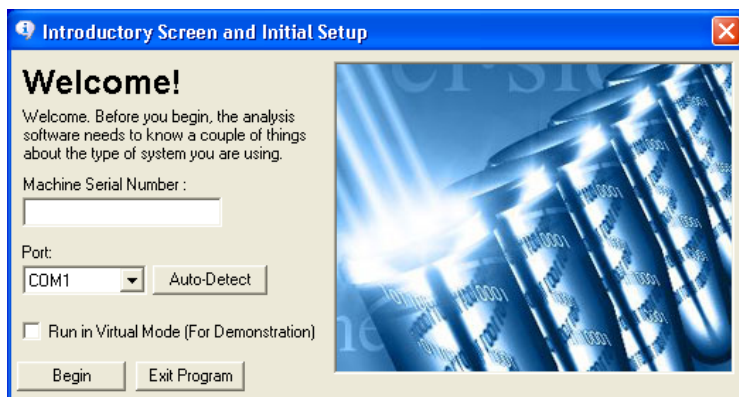 Introductory Screen and Initial Setup
Welcome!
Welcome. Before you begin, the analysis
software needs to know a couple of things
about the type of system you are using.
Machine Serial Number :
Port:
COM1
Auto-Detect
Run in Virtual Mode (For Demonstration)
Begin
Exit Program